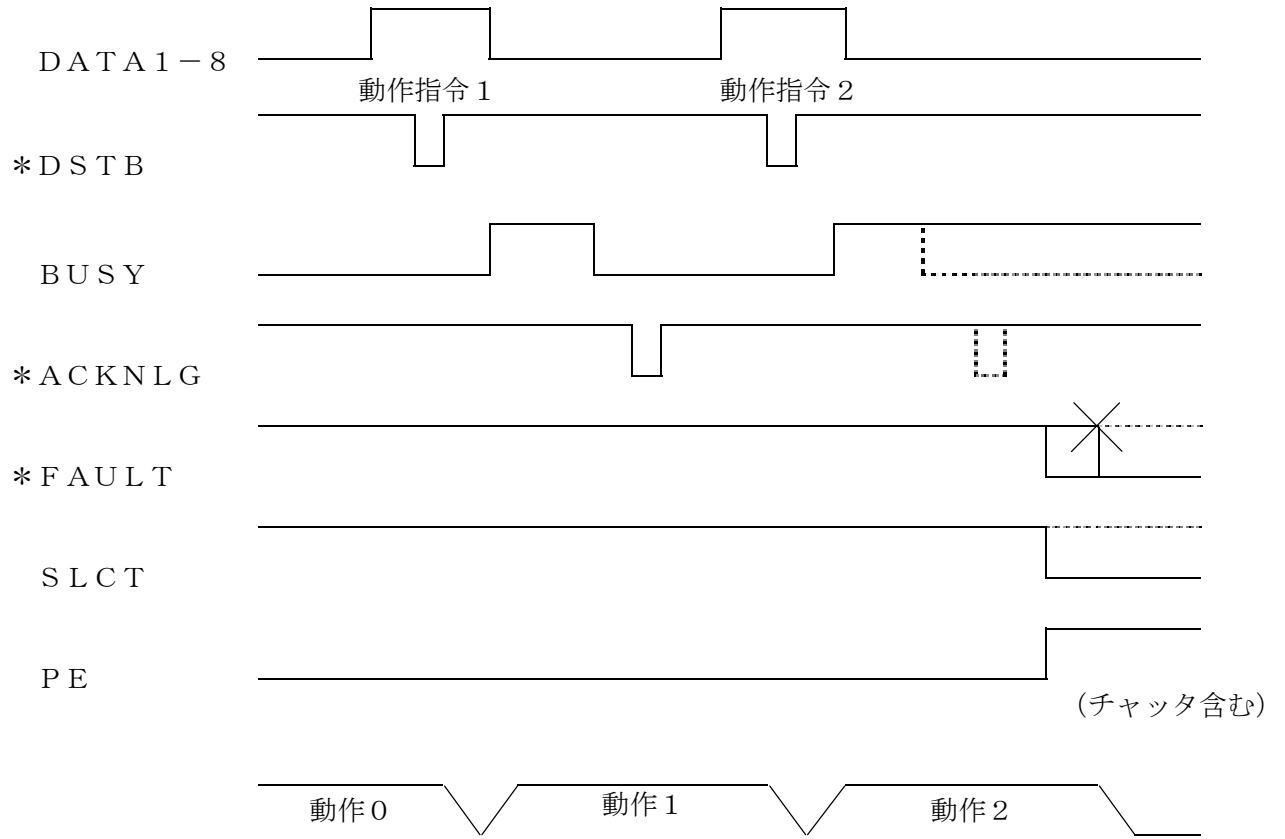 DATA1-8
動作指令1
動作指令2
*DSTB
BUSY
*ACKNLG
*FAULT
SLCT
PE
(チャッタ含む)
動作0
動作1
動作2